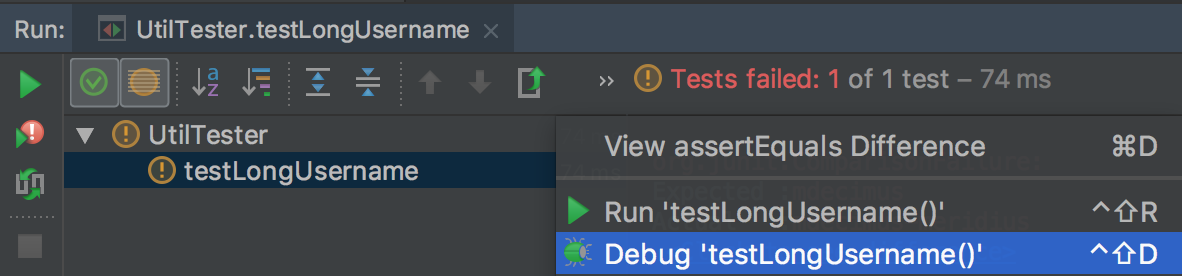 Run: UtilTester.testLongUsername ×
a
z
» Tests failed: 1 of 1 test – 74 ms
UtilTester
testLongUsername
View assertEquals Difference ⌘D
Run 'testLongUsername()' ^⇧R
Debug 'testLongUsername()' ^⇧D